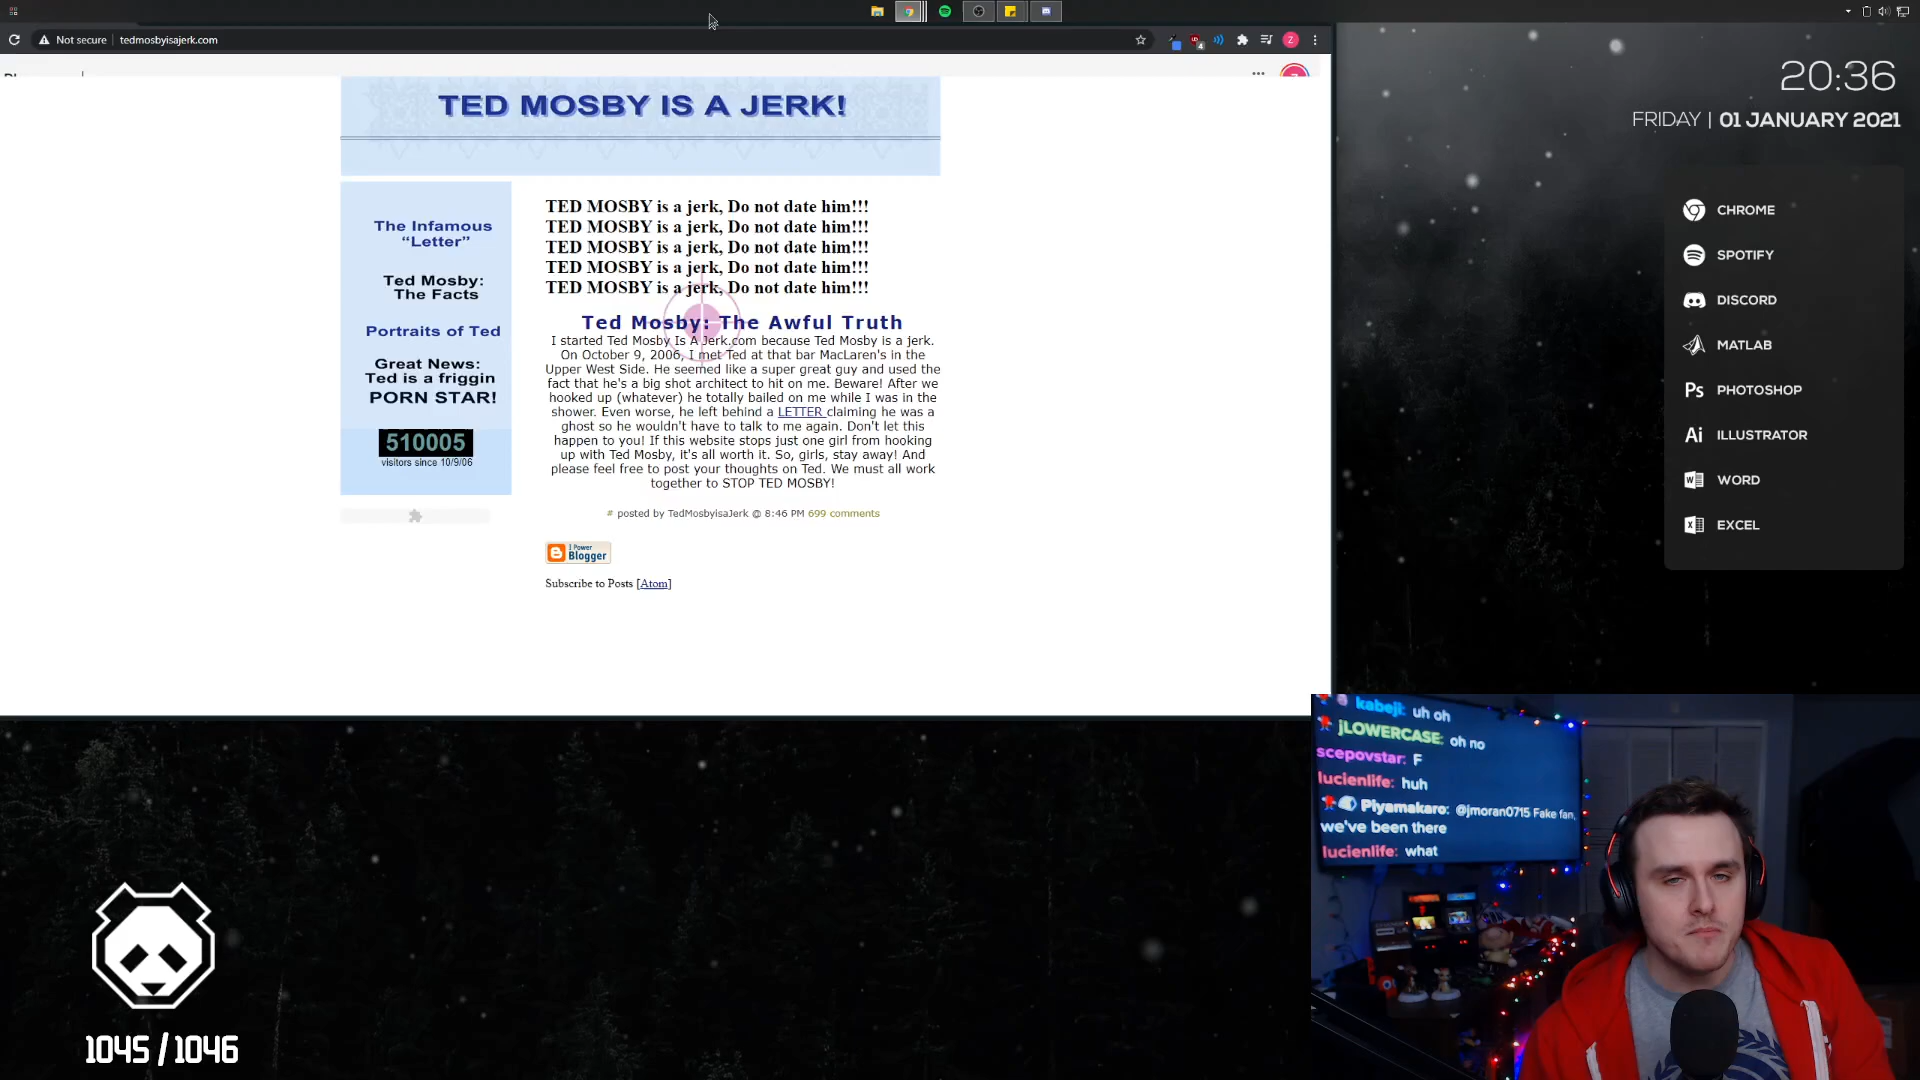 Not secure | tedmosbyisajerk.com
TED MOSBY IS A JERK!
The Infamous
“Letter”
Ted Mosby:
The Facts
Portraits of Ted
Great News:
Ted is a friggin
PORN STAR!
510005
visitors since 10/9/06
TED MOSBY is a jerk, Do not date him!!!
TED MOSBY is a jerk, Do not date him!!!
TED MOSBY is a jerk, Do not date him!!!
TED MOSBY is a jerk, Do not date him!!!
TED MOSBY is a jerk, Do not date him!!!
Ted Mosby: The Awful Truth
I started Ted Mosby Is A Jerk.com because Ted Mosby is a jerk.
On October 9, 2006, I met Ted at that bar MacLaren's in the
Upper West Side. He seemed like a super great guy and used the
fact that he's a big shot architect to hit on me. Beware! After we
hooked up (whatever) he totally bailed on me while I was in the
shower. Even worse, he left behind a LETTER claiming he was a
ghost so he wouldn't have to talk to me again. Don't let this
happen to you! If this website stops just one girl from hooking
up with Ted Mosby, it's all worth it. So, girls, stay away! And
please feel free to post your thoughts on Ted. We must all work
together to STOP TED MOSBY!
# posted by TedMosbyisaJerk @ 8:46 PM 699 comments
I Power
Blogger
Subscribe to Posts [Atom]
20:36
FRIDAY | 01 JANUARY 2021
CHROME
SPOTIFY
DISCORD
MATLAB
Ps PHOTOSHOP
Ai ILLUSTRATOR
WORD
EXCEL
kabeji: uh oh
jLOWERCASE: oh no
scepovstar: F
lucienlife: huh
Piyamakaro: @jmoran0715 Fake fan,
we've been there
lucienlife: what
1045 / 1046